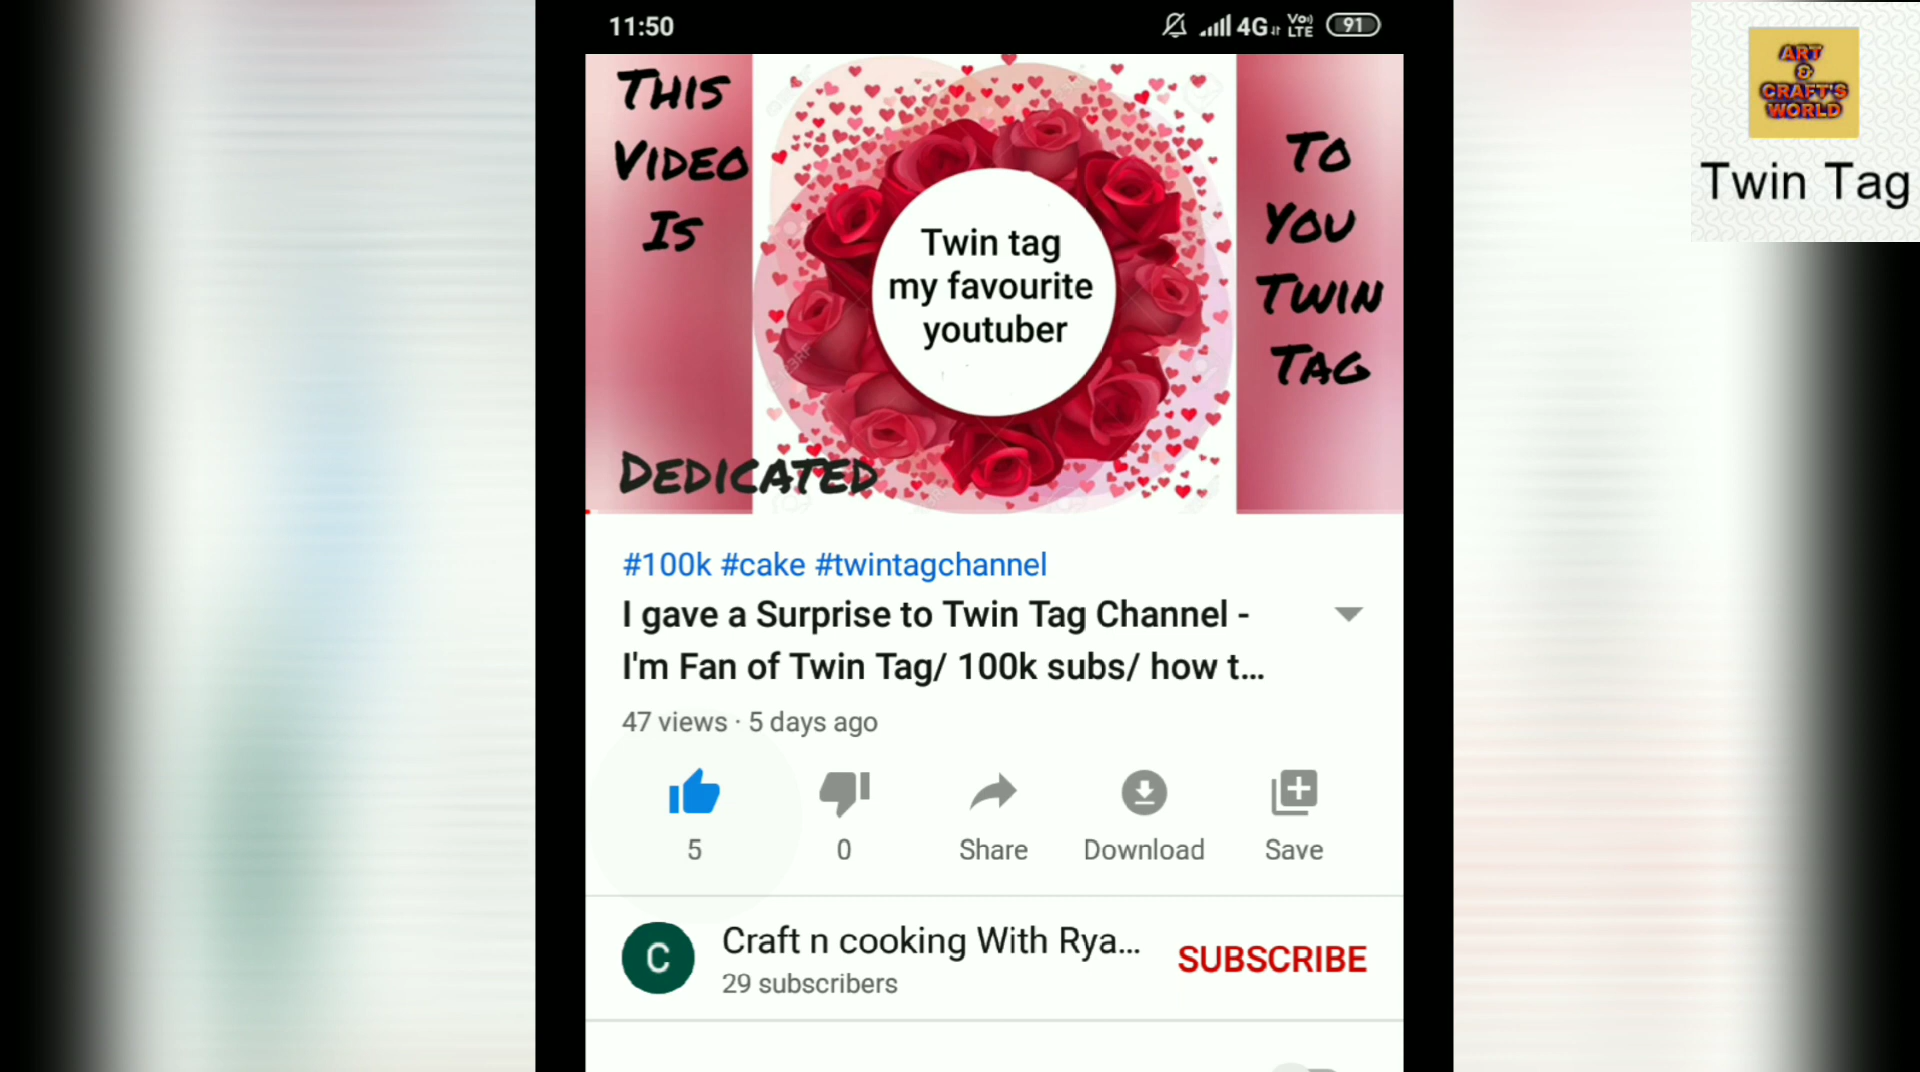 11:50
4G
Vo))
LTE
91
THIS
VIDEO
IS
DEDICATED
Twin tag
my favourite
youtuber
TO
YOU
TWIN
TAG
ART
&
CRAFT'S
WORLD
Twin Tag
#100k #cake #twintagchannel
I gave a Surprise to Twin Tag Channel -
I'm Fan of Twin Tag/ 100k subs/ how t...
47 views · 5 days ago
5
0
Share
Download
Save
C
Craft n cooking With Rya...
29 subscribers
SUBSCRIBE